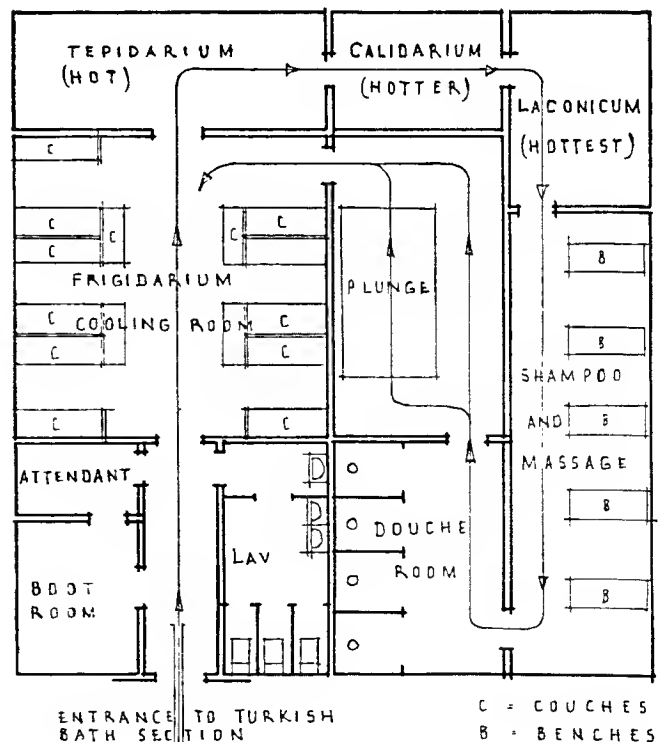 TEPIDARIUM
(HOT)
CALIDARIUM
(HOTTER)
LACONICUM
(HOTTEST)
C
C
C
C
C
FRIGIDARIUM
COOLING ROOM
C
C
C
C
C
C
PLUNGE
B
B
SHAMPOO
AND
B
MASSAGE
B
B
ATTENDANT
BOOT
ROOM
LAV
DOUCHE
ROOM
ENTRANCE TO TURKISH
BATH SECTION
C = COUCHES
B = BENCHES